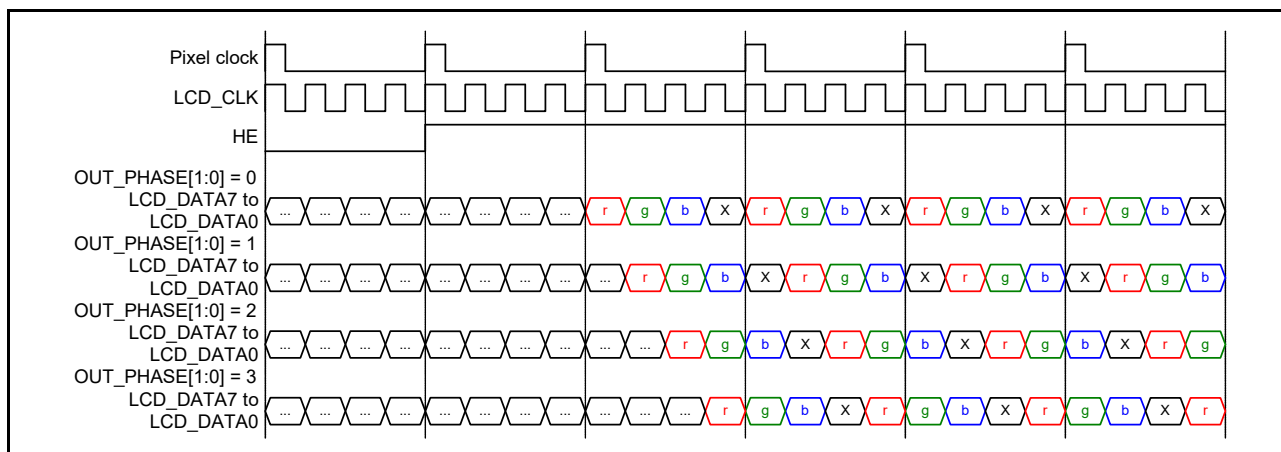 Pixel clock
LCD_CLK
HE
OUT_PHASE[1:0] = 0
LCD_DATA7 to
LCD_DATA0
... ... ... ... ... ... ... ... r g b X r g b X r g b X r g b X
OUT_PHASE[1:0] = 1
LCD_DATA7 to
LCD_DATA0
... ... ... ... ... ... ... ... ... r g b X r g b X r g b X r g b
OUT_PHASE[1:0] = 2
LCD_DATA7 to
LCD_DATA0
... ... ... ... ... ... ... ... ... ... r g b X r g b X r g b X r g
OUT_PHASE[1:0] = 3
LCD_DATA7 to
LCD_DATA0
... ... ... ... ... ... ... ... ... ... ... r g b X r g b X r g b X r